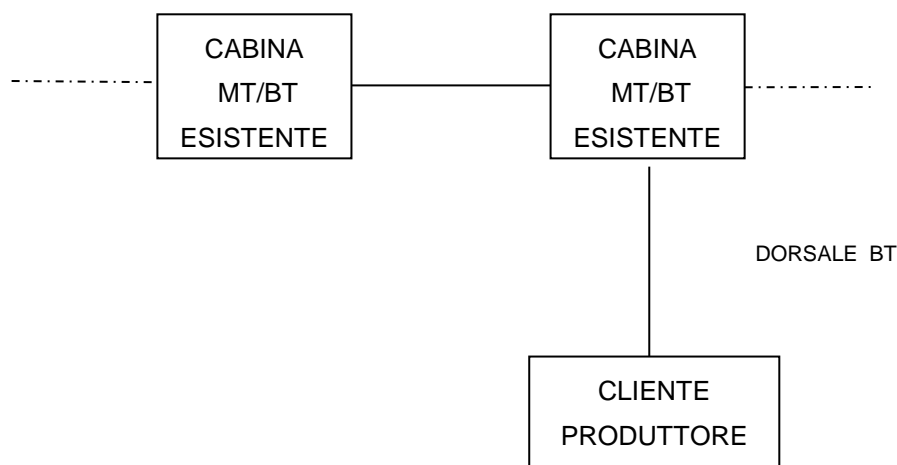 CABINA
MT/BT
ESISTENTE
CABINA
MT/BT
ESISTENTE
DORSALE BT
CLIENTE
PRODUTTORE